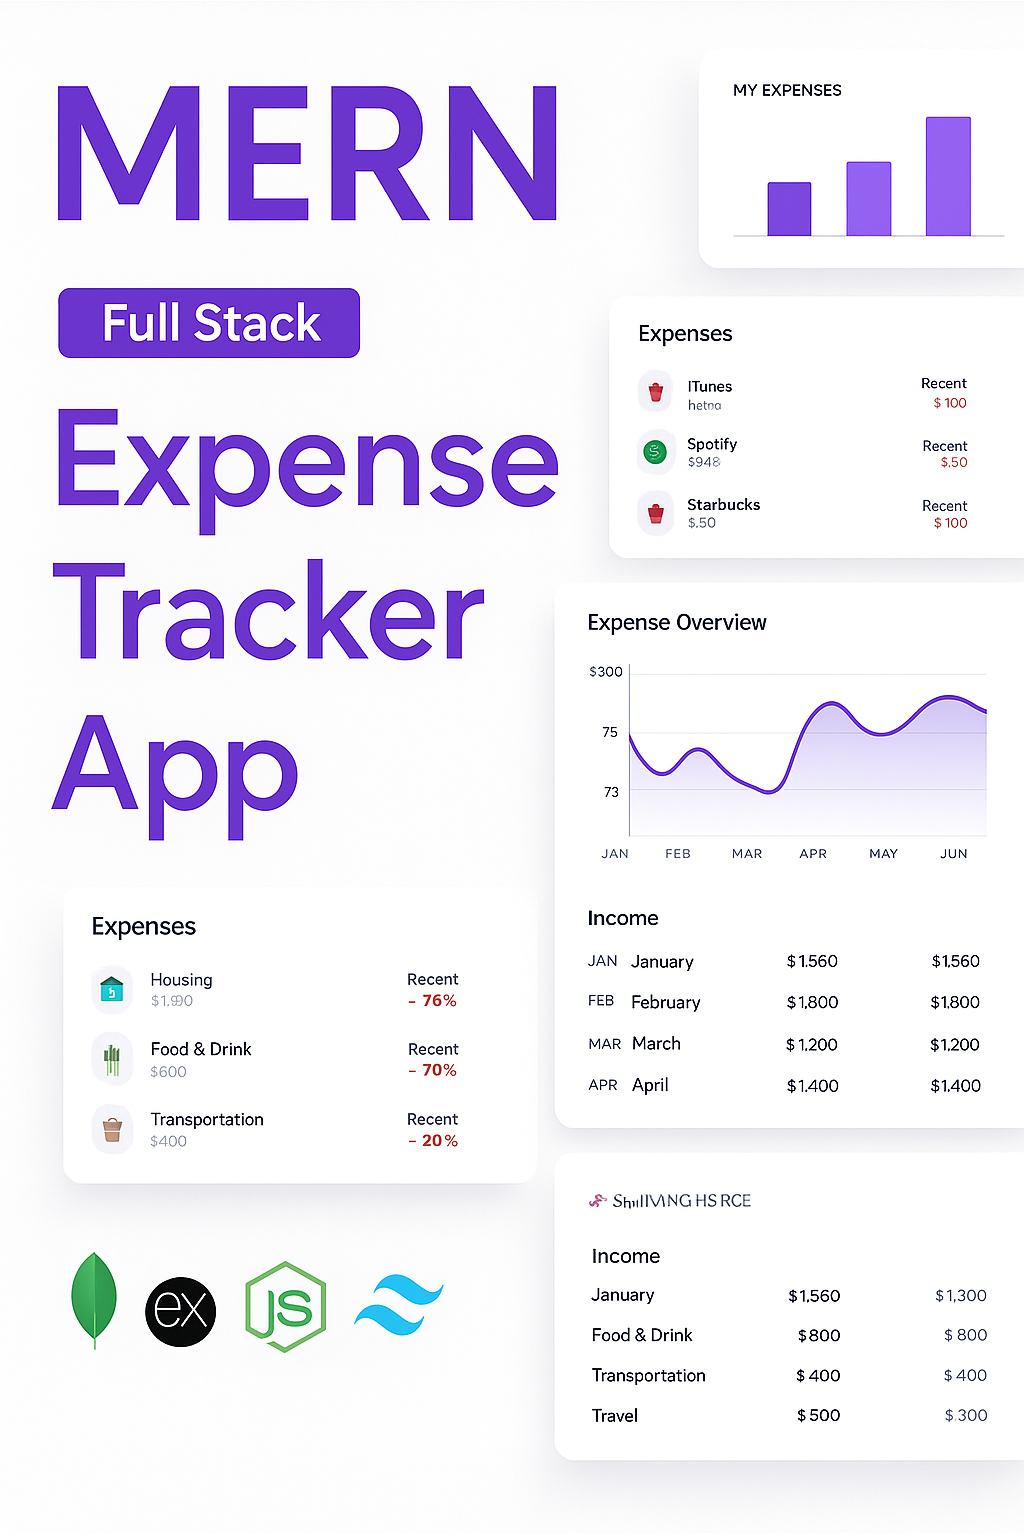 MERN
Full Stack
Expense
Tracker
App
MY EXPENSES
Expenses
ITunes Recent
hetna $ 100
Spotify Recent
$948 $.50
Starbucks Recent
$.50 $ 100
Expense Overview
$300
75
73
JAN FEB MAR APR MAY JUN
Income
JAN January $1.560 $1,560
FEB February $1,800 $1,800
MAR March $1,200 $1,200
APR April $1.400 $1.400
Expenses
Housing Recent
- 76%
Food & Drink Recent
$600 - 70%
Transportation Recent
$400 - 20%
ex
JS
HS RCE
Income
January $1,560 $1,300
Food & Drink $800 $ 800
Transportation $ 400 $ 400
Travel $500 $.300